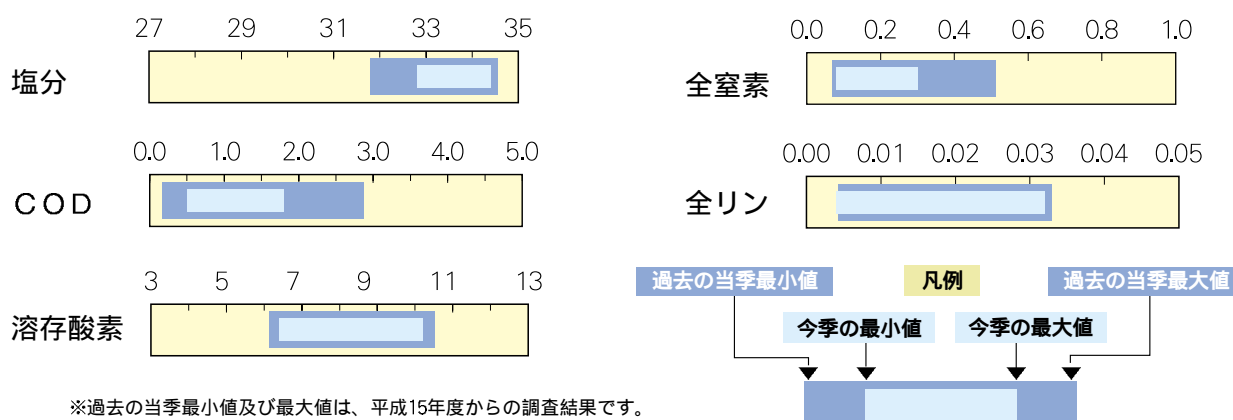 27 29 31 33 35
塩分
0.0 1.0 2.0 3.0 4.0 5.0
COD
3 5 7 9 11 13
溶存酸素
0.0 0.2 0.4 0.6 0.8 1.0
全窒素
0.00 0.01 0.02 0.03 0.04 0.05
全リン
過去の当季最小値 凡例 過去の当季最大値
今季の最小値 今季の最大値
※過去の当季最小値及び最大値は、平成15年度からの調査結果です。